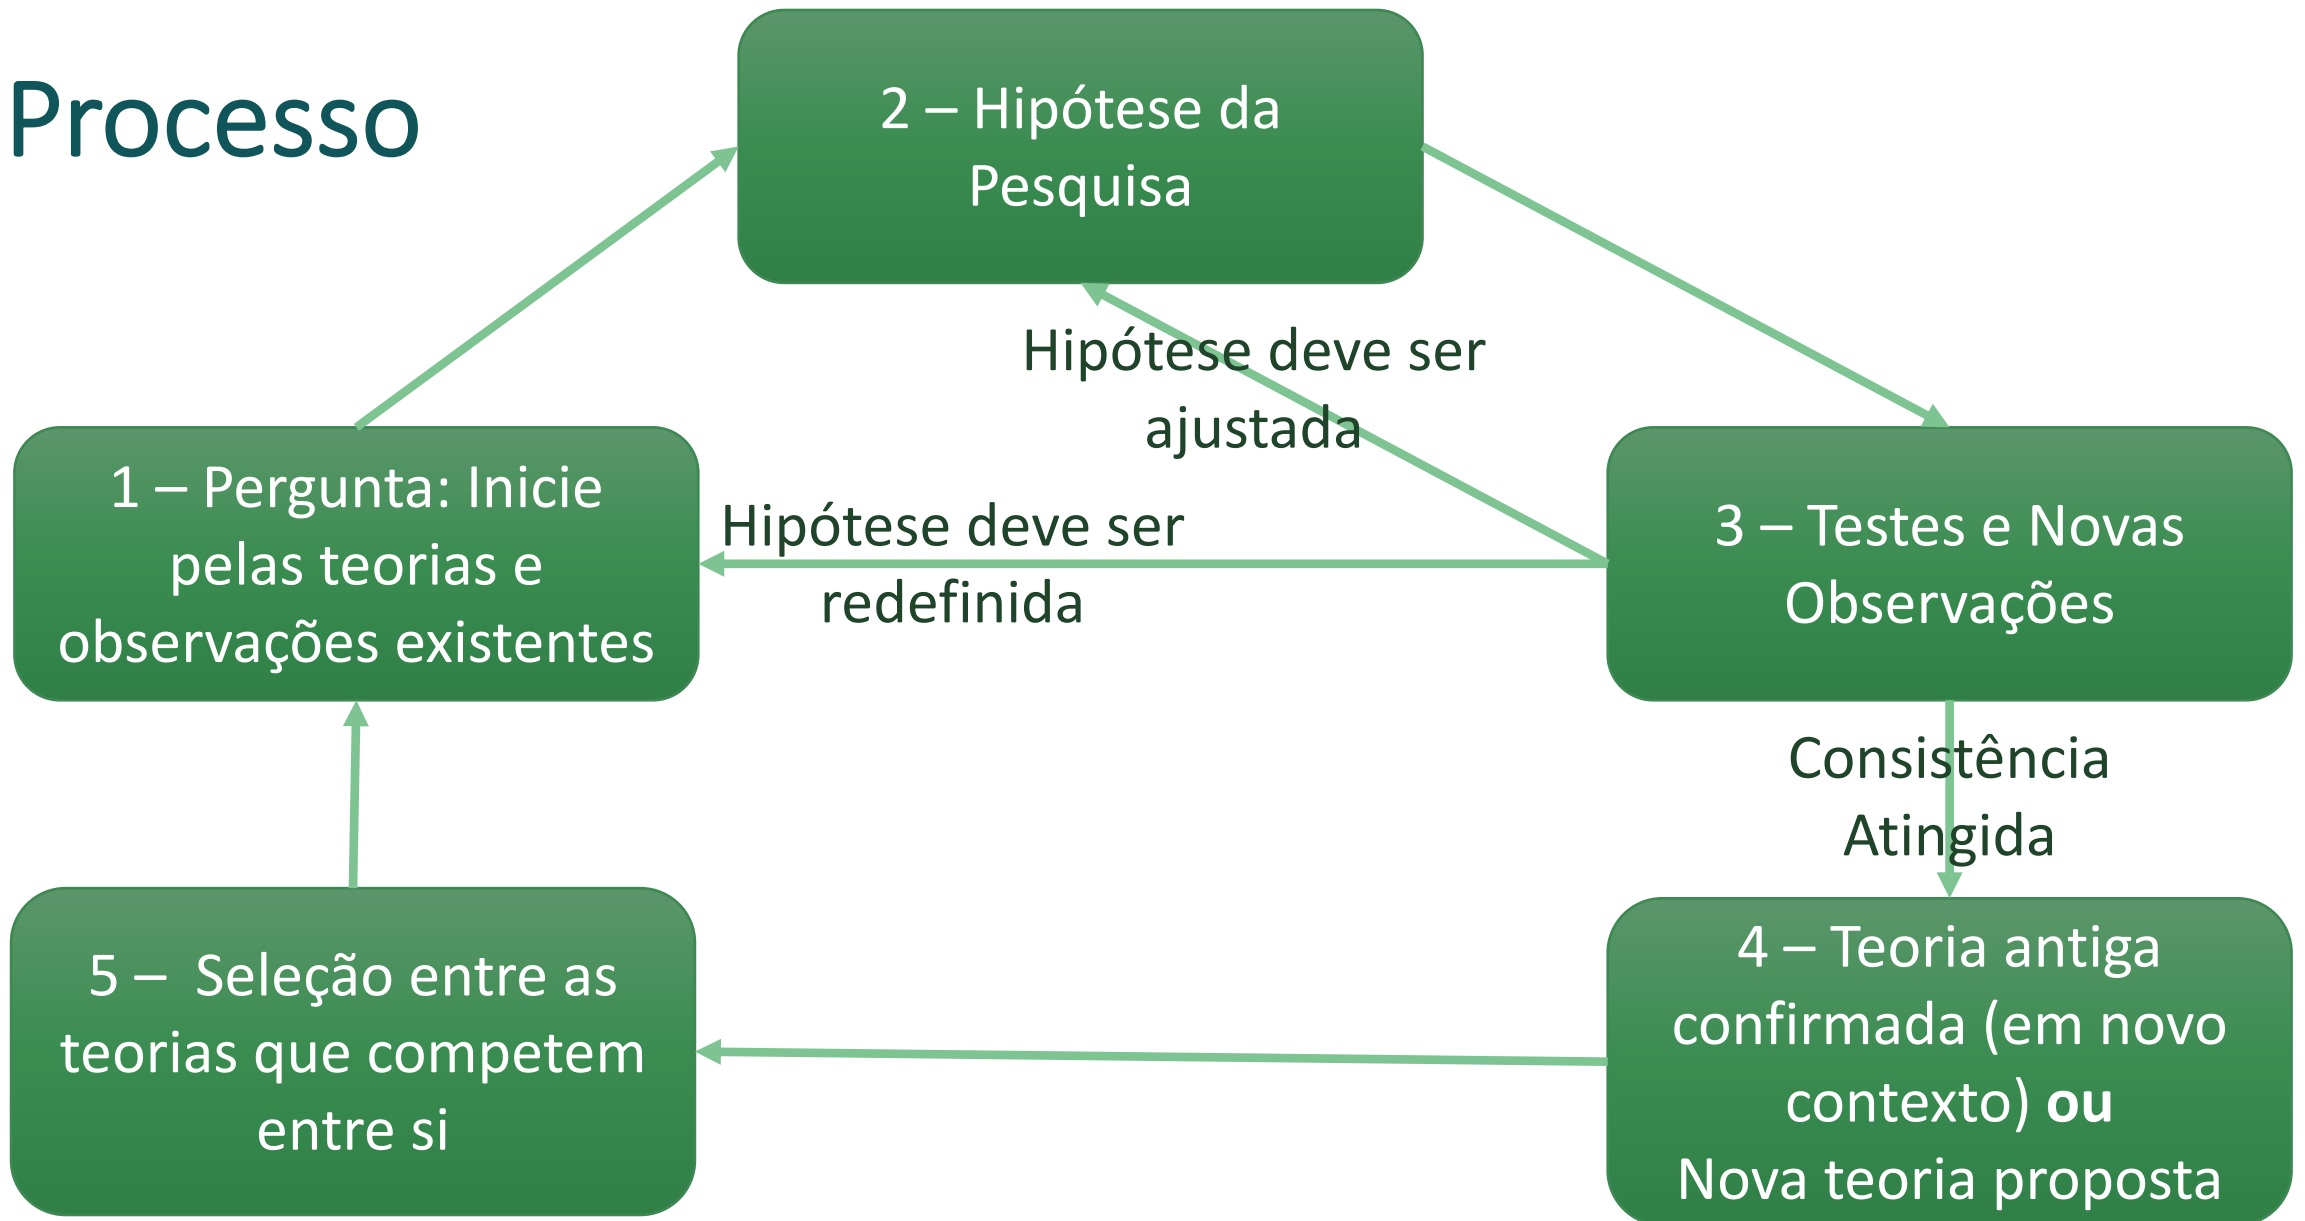 Processo
2 – Hipótese da
Pesquisa
Hipótese deve ser
ajustada
1 – Pergunta: Inicie
pelas teorias e
observações existentes
Hipótese deve ser
redefinida
3 – Testes e Novas
Observações
Consistência
Atingida
5 –  Seleção entre as
teorias que competem
entre si
4 – Teoria antiga
confirmada (em novo
contexto) ou
Nova teoria proposta